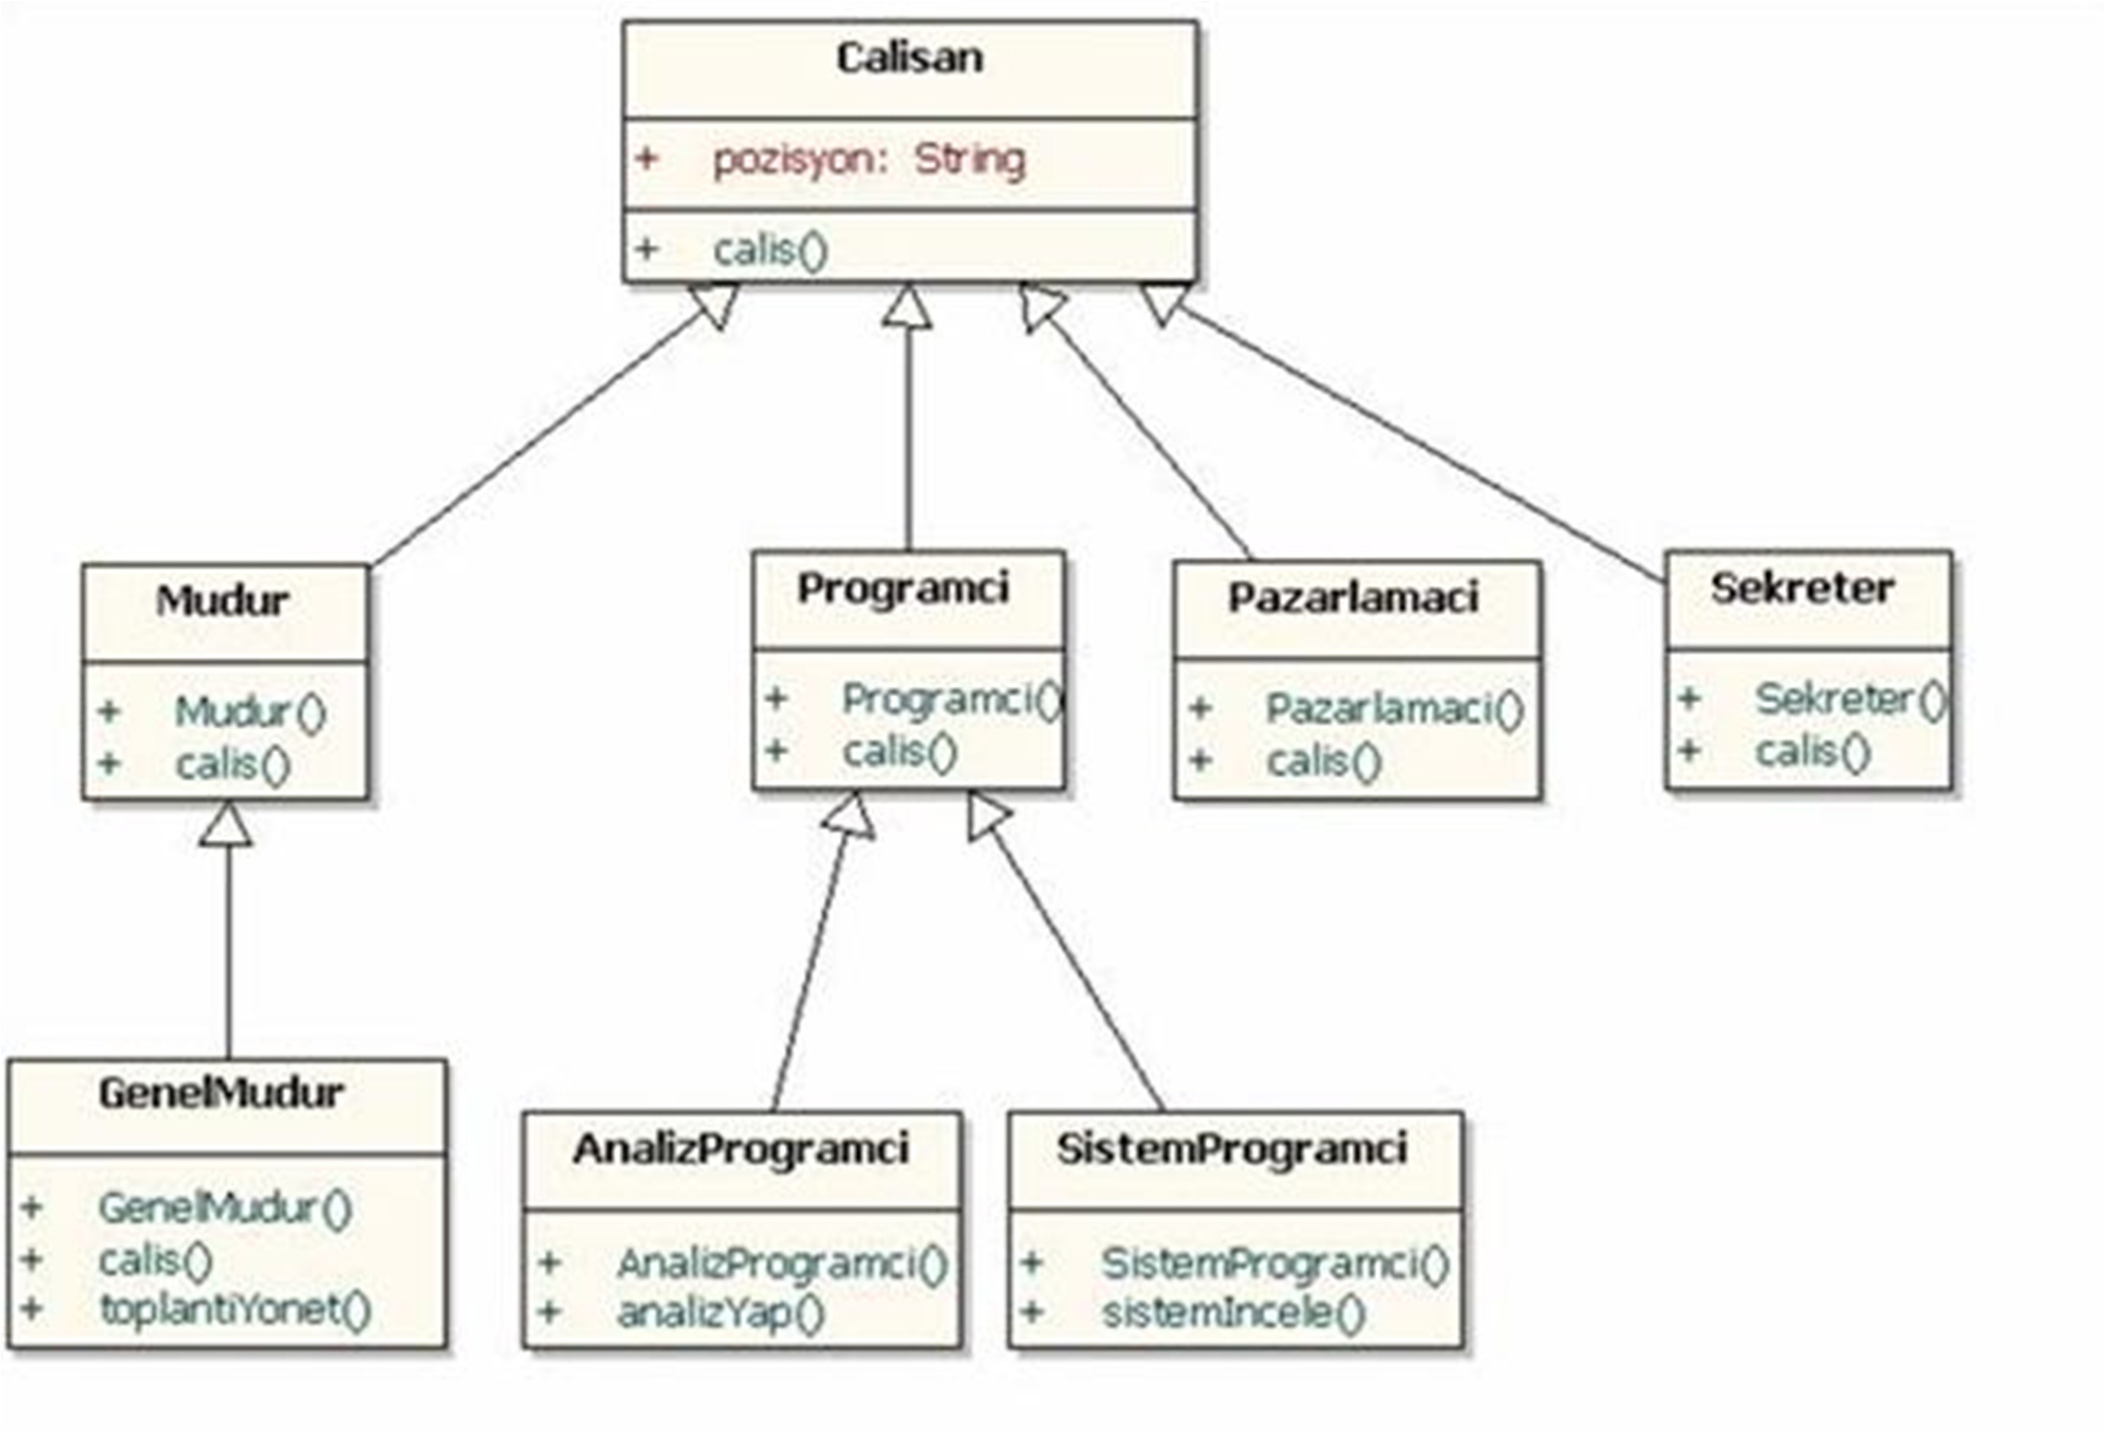 Calisan
+ pozisyon: String
+ calis()
Mudur
+ Mudur()
+ calis()
Programci
+ Programci()
+ calis()
Pazarlamaci
+ Pazarlamaci()
+ calis()
Sekreter
+ Sekreter()
+ calis()
GenelMudur
+ GenelMudur()
+ calis()
+ toplantiYonet()
AnalizProgramci
+ AnalizProgramci()
+ analizYap()
SistemProgramci
+ SistemProgramci()
+ sistemIncele()